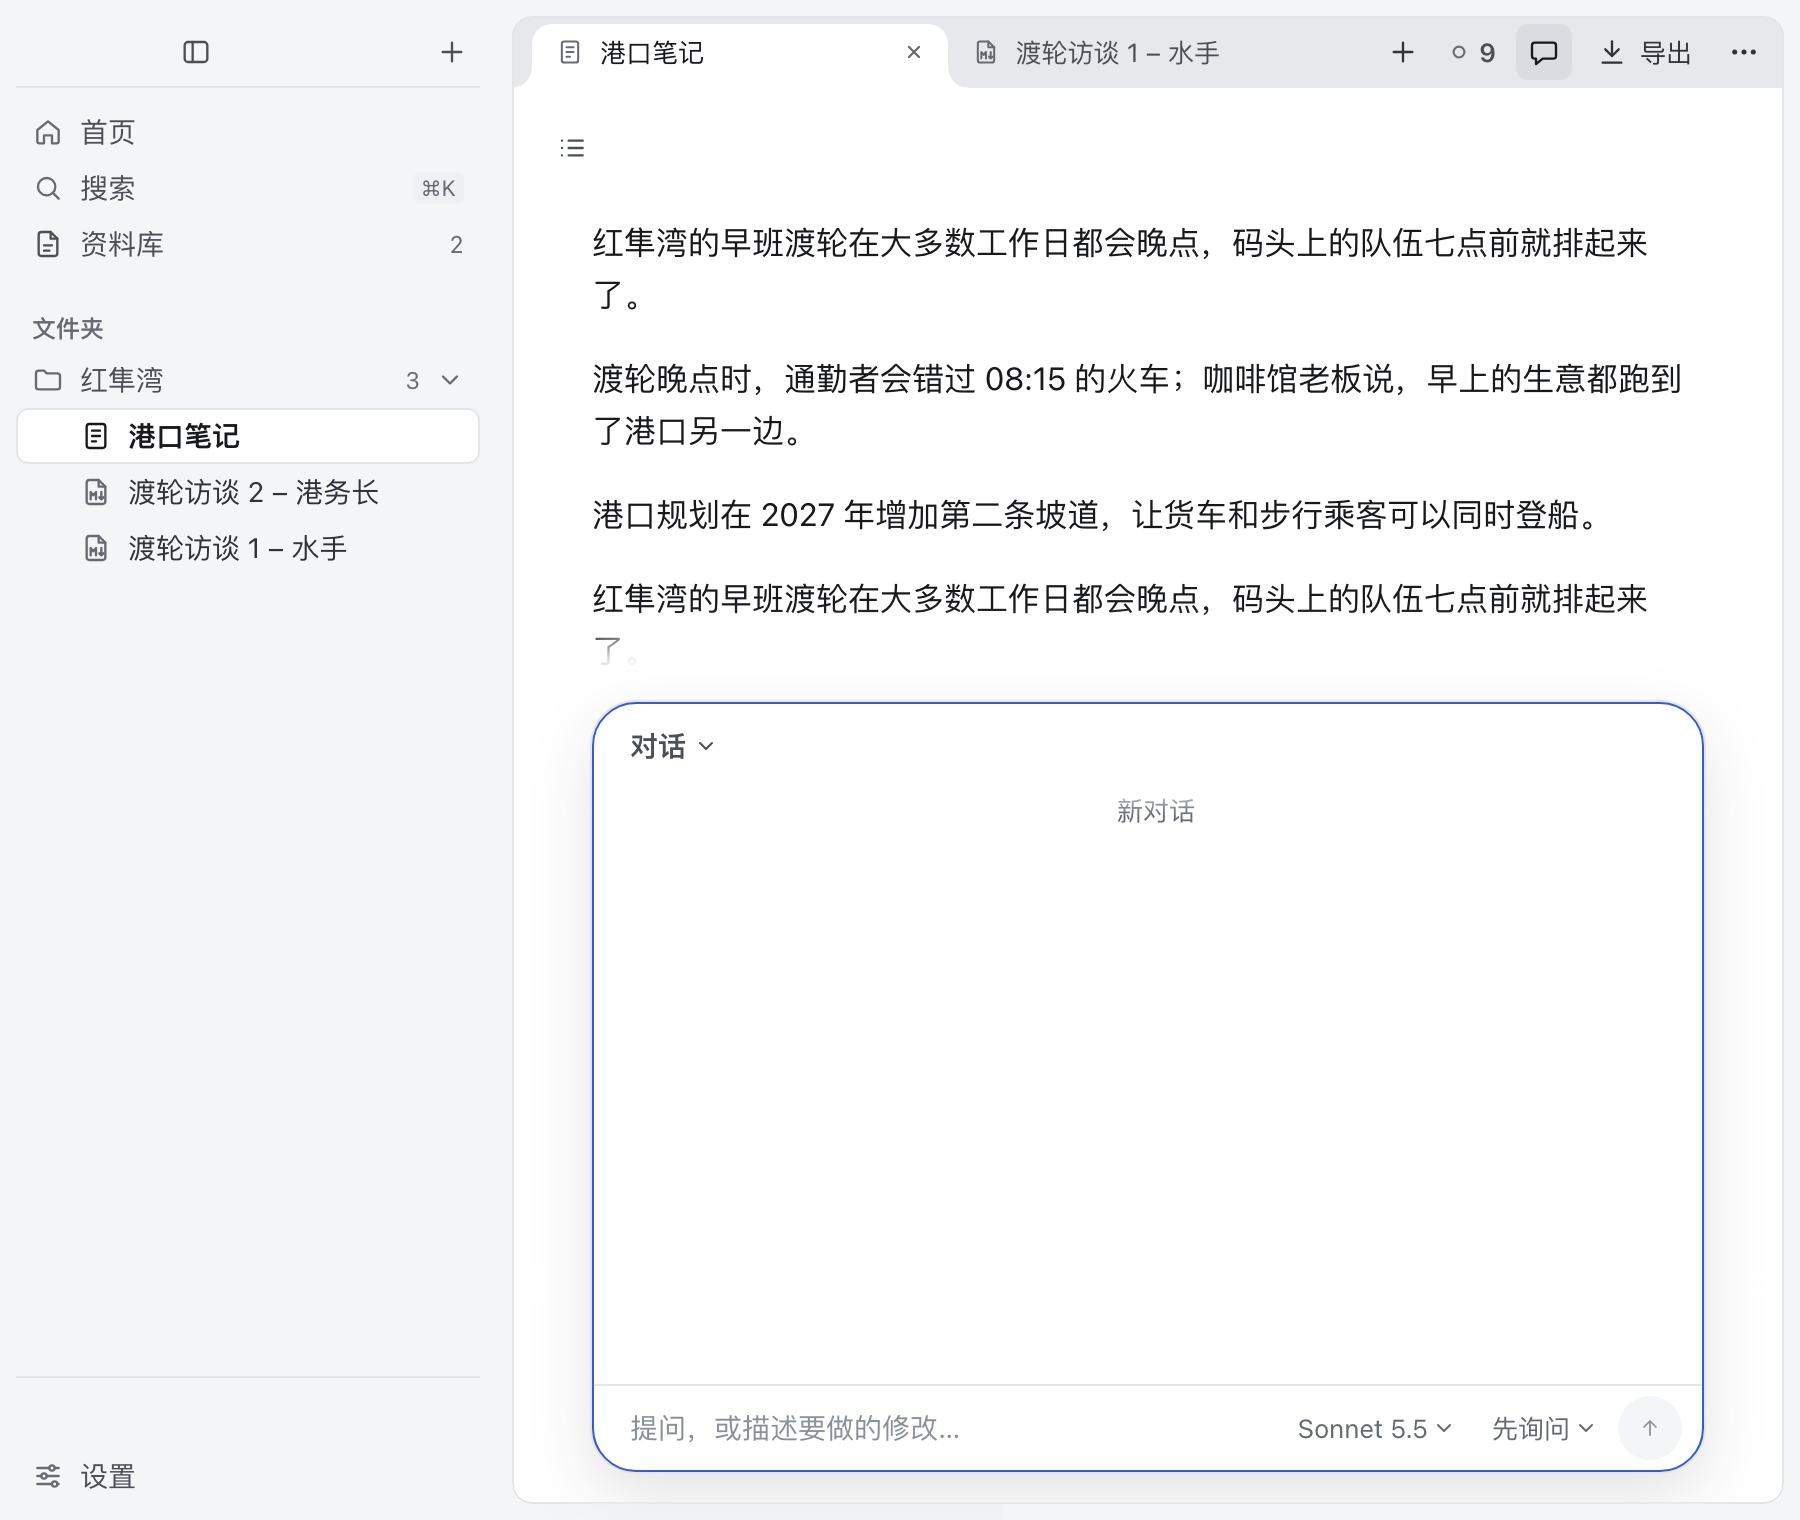 首页
搜索
⌘K
资料库
2
文件夹
红隼湾
3
港口笔记
渡轮访谈 2 – 港务长
渡轮访谈 1 – 水手
设置
港口笔记
渡轮访谈 1 – 水手
9
导出
红隼湾的早班渡轮在大多数工作日都会晚点，码头上的队伍七点前就排起来
了。
渡轮晚点时，通勤者会错过 08:15 的火车；咖啡馆老板说，早上的生意都跑到
了港口另一边。
港口规划在 2027 年增加第二条坡道，让货车和步行乘客可以同时登船。
红隼湾的早班渡轮在大多数工作日都会晚点，码头上的队伍七点前就排起来
了。
对话
新对话
提问，或描述要做的修改...
Sonnet 5.5
先询问